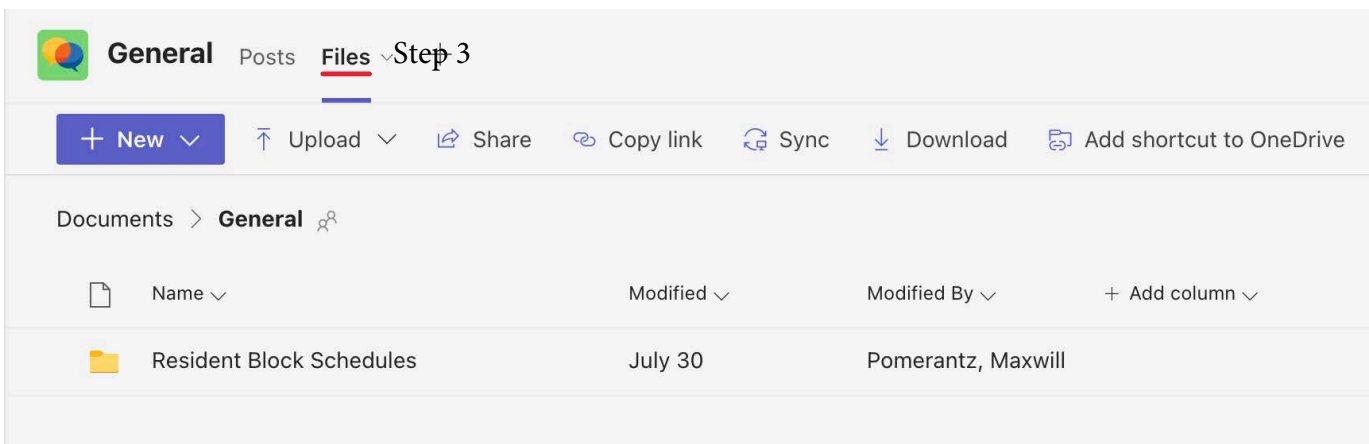 General Posts Files Step 3
+ New Upload Share Copy link Sync Download Add shortcut to OneDrive
Documents > General
Name Modified Modified By + Add column
Resident Block Schedules July 30 Pomerantz, Maxwill